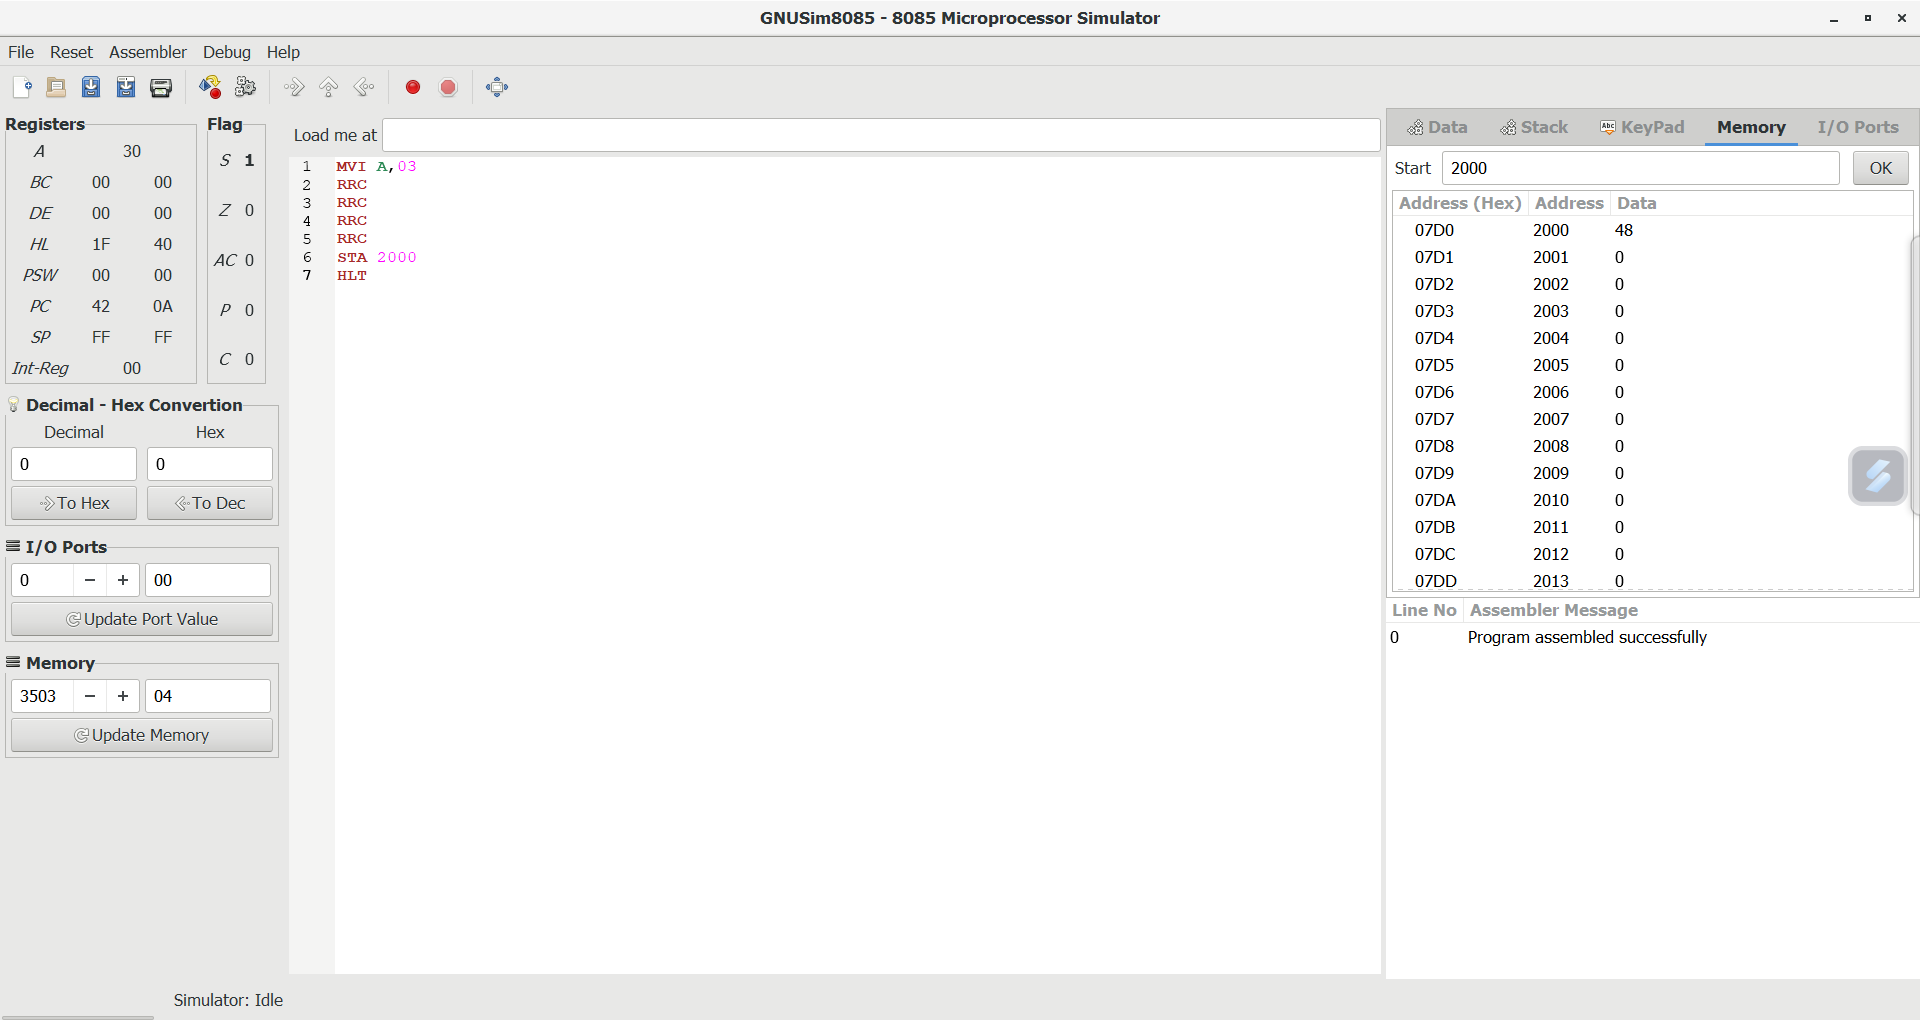 GNUSim8085 - 8085 Microprocessor Simulator
File Reset Assembler Debug Help
Registers
A 30
BC 00 00
DE 00 00
HL 1F 40
PSW 00 00
PC 42 0A
SP FF FF
Int-Reg 00
Flag
S 1
Z 0
AC 0
P 0
C 0
Decimal - Hex Convertion
Decimal Hex
0 0
To Hex To Dec
I/O Ports
0 − + 00
Update Port Value
Memory
3503 − + 04
Update Memory
Load me at
1 MVI A,03
2 RRC
3 RRC
4 RRC
5 RRC
6 STA 2000
7 HLT
Data Stack Abc KeyPad Memory I/O Ports
Start 2000 OK
Address (Hex) Address Data
07D0 2000 48
07D1 2001 0
07D2 2002 0
07D3 2003 0
07D4 2004 0
07D5 2005 0
07D6 2006 0
07D7 2007 0
07D8 2008 0
07D9 2009 0
07DA 2010 0
07DB 2011 0
07DC 2012 0
07DD 2013 0
Line No Assembler Message
0 Program assembled successfully
Simulator: Idle